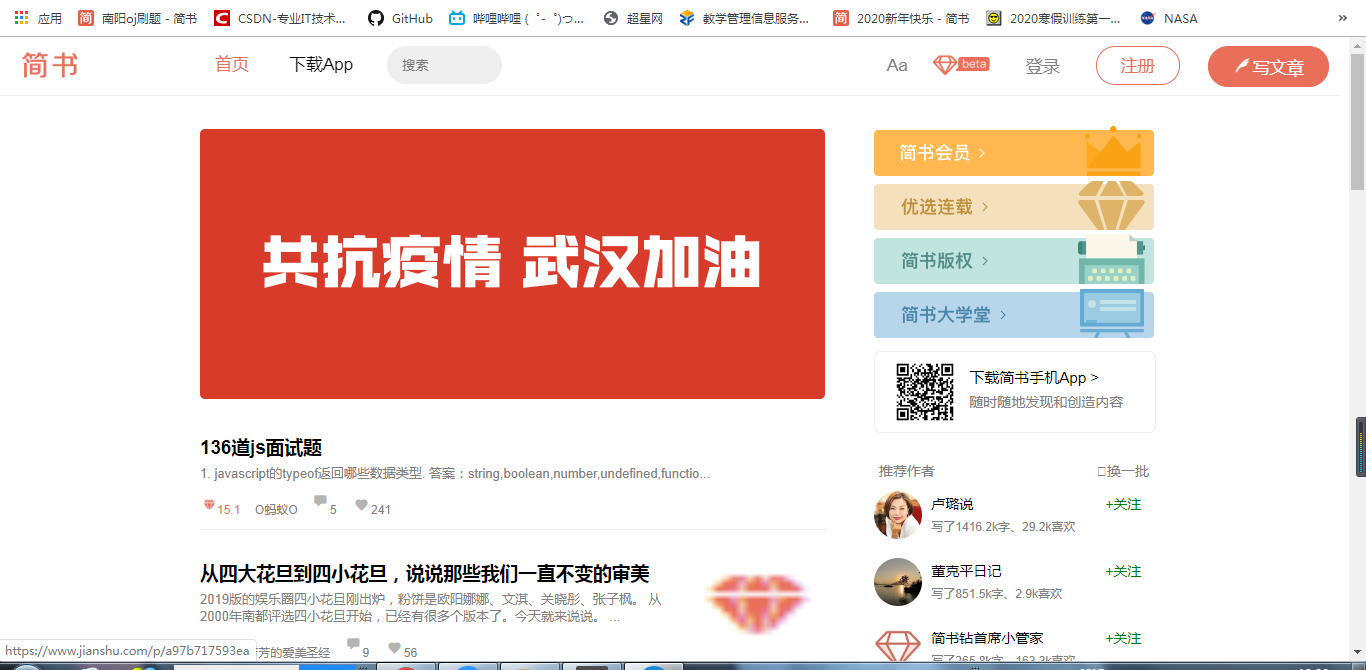 应用 南阳oj刷题 - 简书 CSDN-专业IT技术... GitHub 哔哩哔哩 ( ゜- ゜)つ... 超星网 教学管理信息服务... 2020新年快乐 - 简书 2020寒假训练第一... NASA »
简书 首页 下载App 搜索 Aa beta 登录 注册 写文章
共抗疫情 武汉加油
简书会员 >
优选连载 >
简书版权 >
简书大学堂 >
下载简书手机App >
随时随地发现和创造内容
136道js面试题
1. javascript的typeof返回哪些数据类型. 答案：string,boolean,number,undefined,functio...
15.1 O蚂蚁O 5 241
推荐作者 换一批
卢璐说 +关注
写了1416.2k字、29.2k喜欢
董克平日记 +关注
写了851.5k字、2.9k喜欢
简书钻首席小管家 +关注
写了265.8k字、163.3k喜欢
从四大花旦到四小花旦，说说那些我们一直不变的审美
2019版的娱乐圈四小花旦刚出炉，粉饼是欧阳娜娜、文淇、关晓彤、张子枫。 从
2000年南都评选四小花旦开始，已经有很多个版本了。今天就来说说。 ...
芳的爱美圣经 9 56
https://www.jianshu.com/p/a97b717593ea